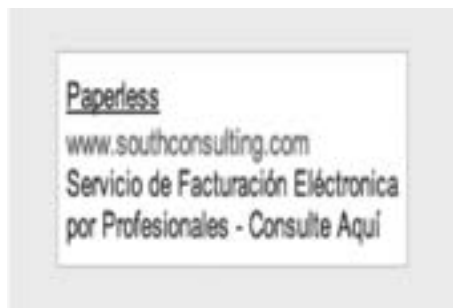 Paperless
www.southconsulting.com
Servicio de Facturación Eléctronica
por Profesionales - Consulte Aquí